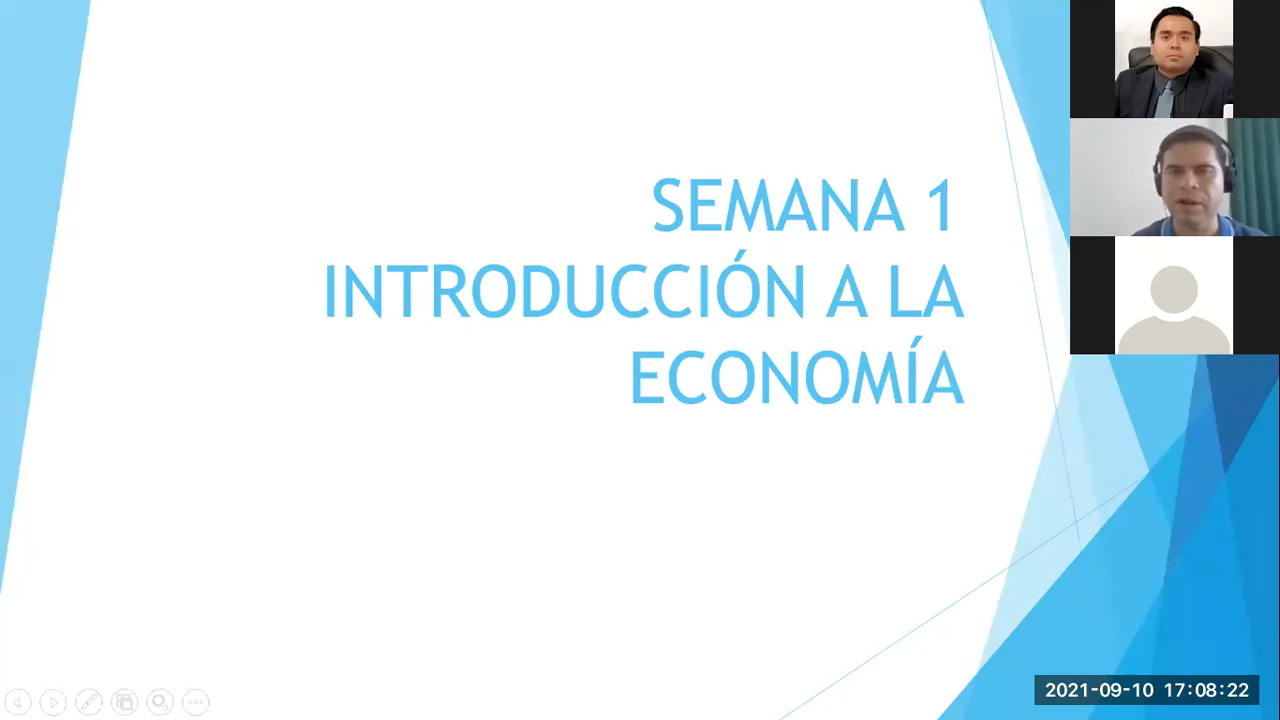 SEMANA 1
INTRODUCCIÓN A LA
ECONOMÍA
2021-09-10 17:08:22